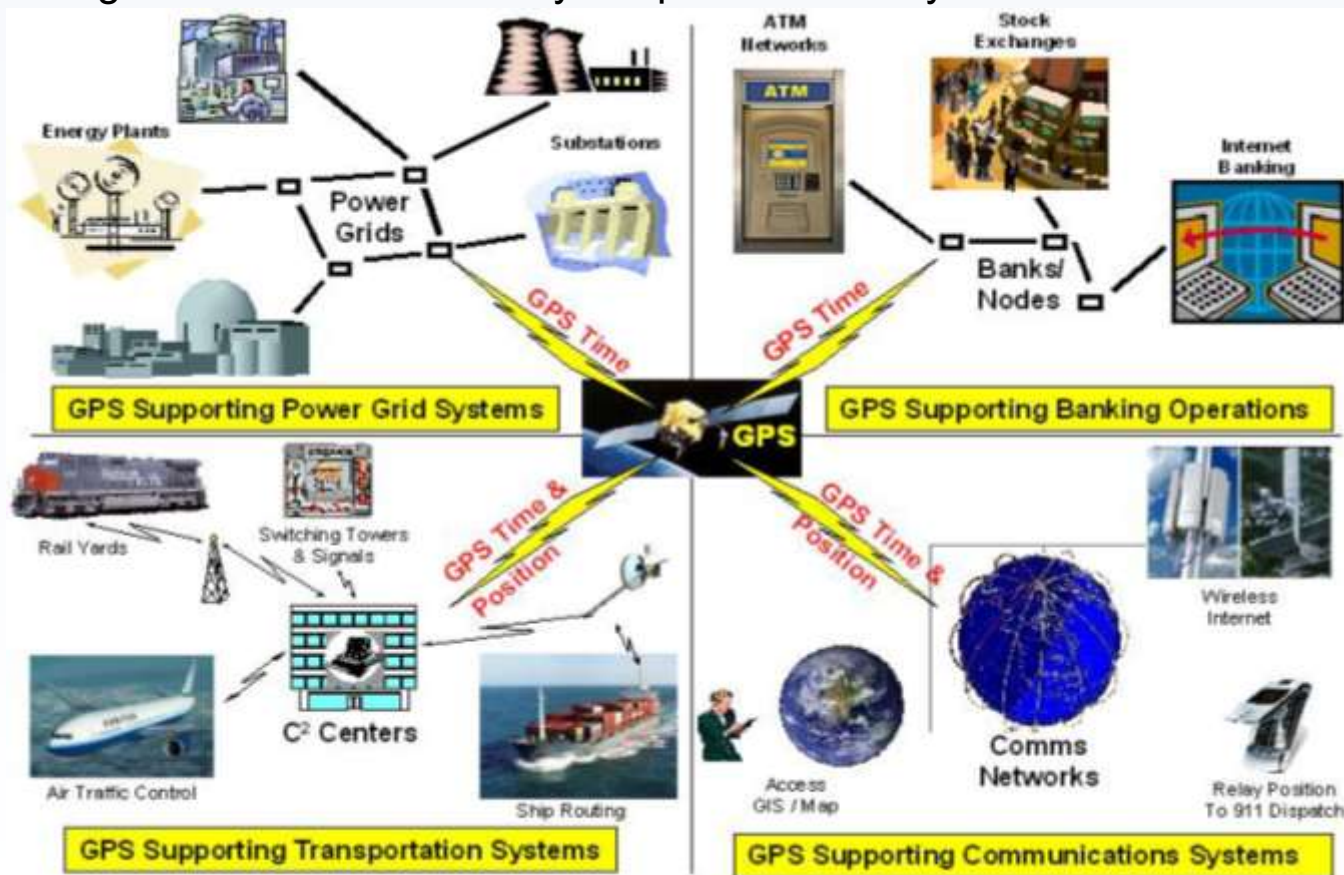 ATM
Networks
ATM
Stock
Exchanges
Internet
Banking
Energy Plants
Substations
Power
Grids
Banks/
Nodes
GPS Time
GPS Time
GPS Supporting Power Grid Systems
GPS Supporting Banking Operations
GPS
Rail Yards
Switching Towers
& Signals
GPS Time &
Position
GPS Time &
Position
Wireless
Internet
C² Centers
Air Traffic Control
Ship Routing
Access
GIS / Map
Comms
Networks
Relay Position
To 911 Dispatch
GPS Supporting Transportation Systems
GPS Supporting Communications Systems